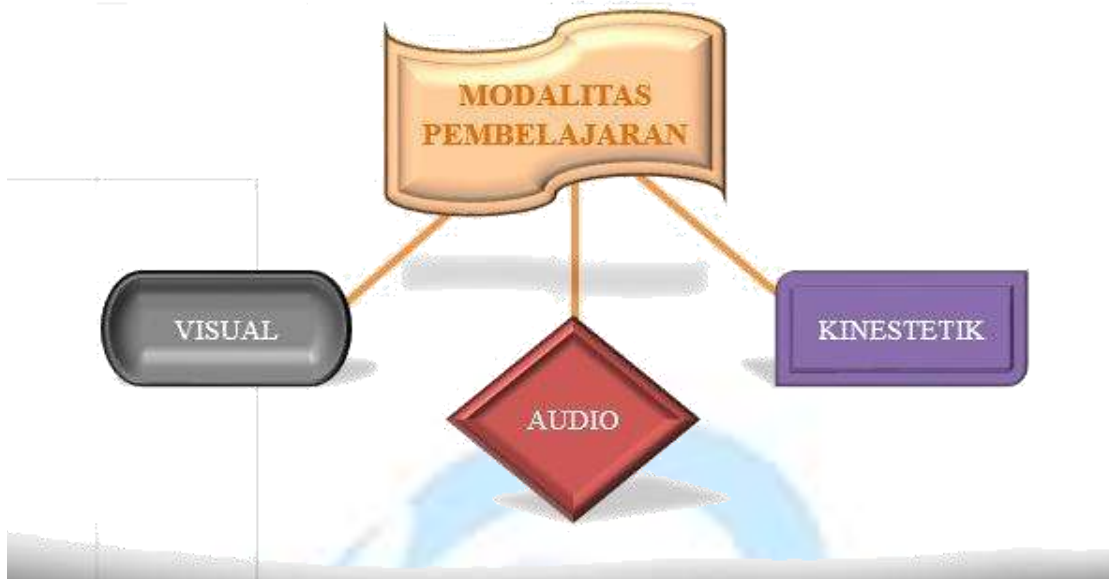 MODALITAS
PEMBELAJARAN
VISUAL
AUDIO
KINESTETIK